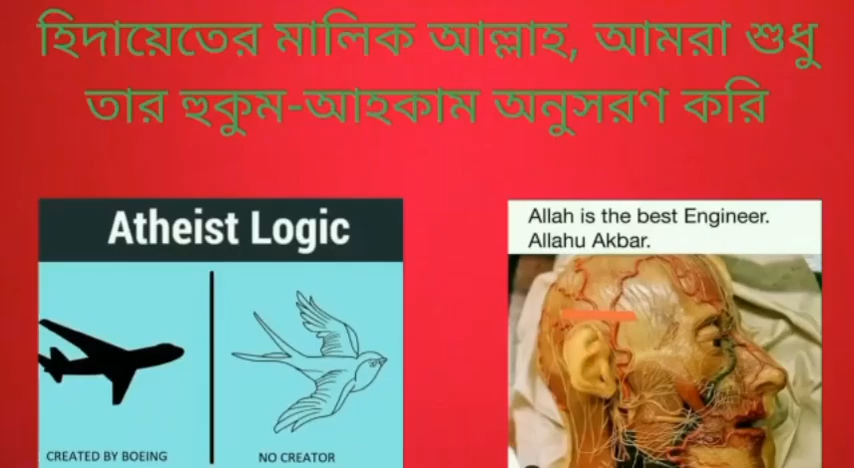 হিদায়েতের মালিক আল্লাহ, আমরা শুধু
তার হুকুম-আহকাম অনুসরণ করি
Atheist Logic
CREATED BY BOEING
NO CREATOR
Allah is the best Engineer.
Allahu Akbar.